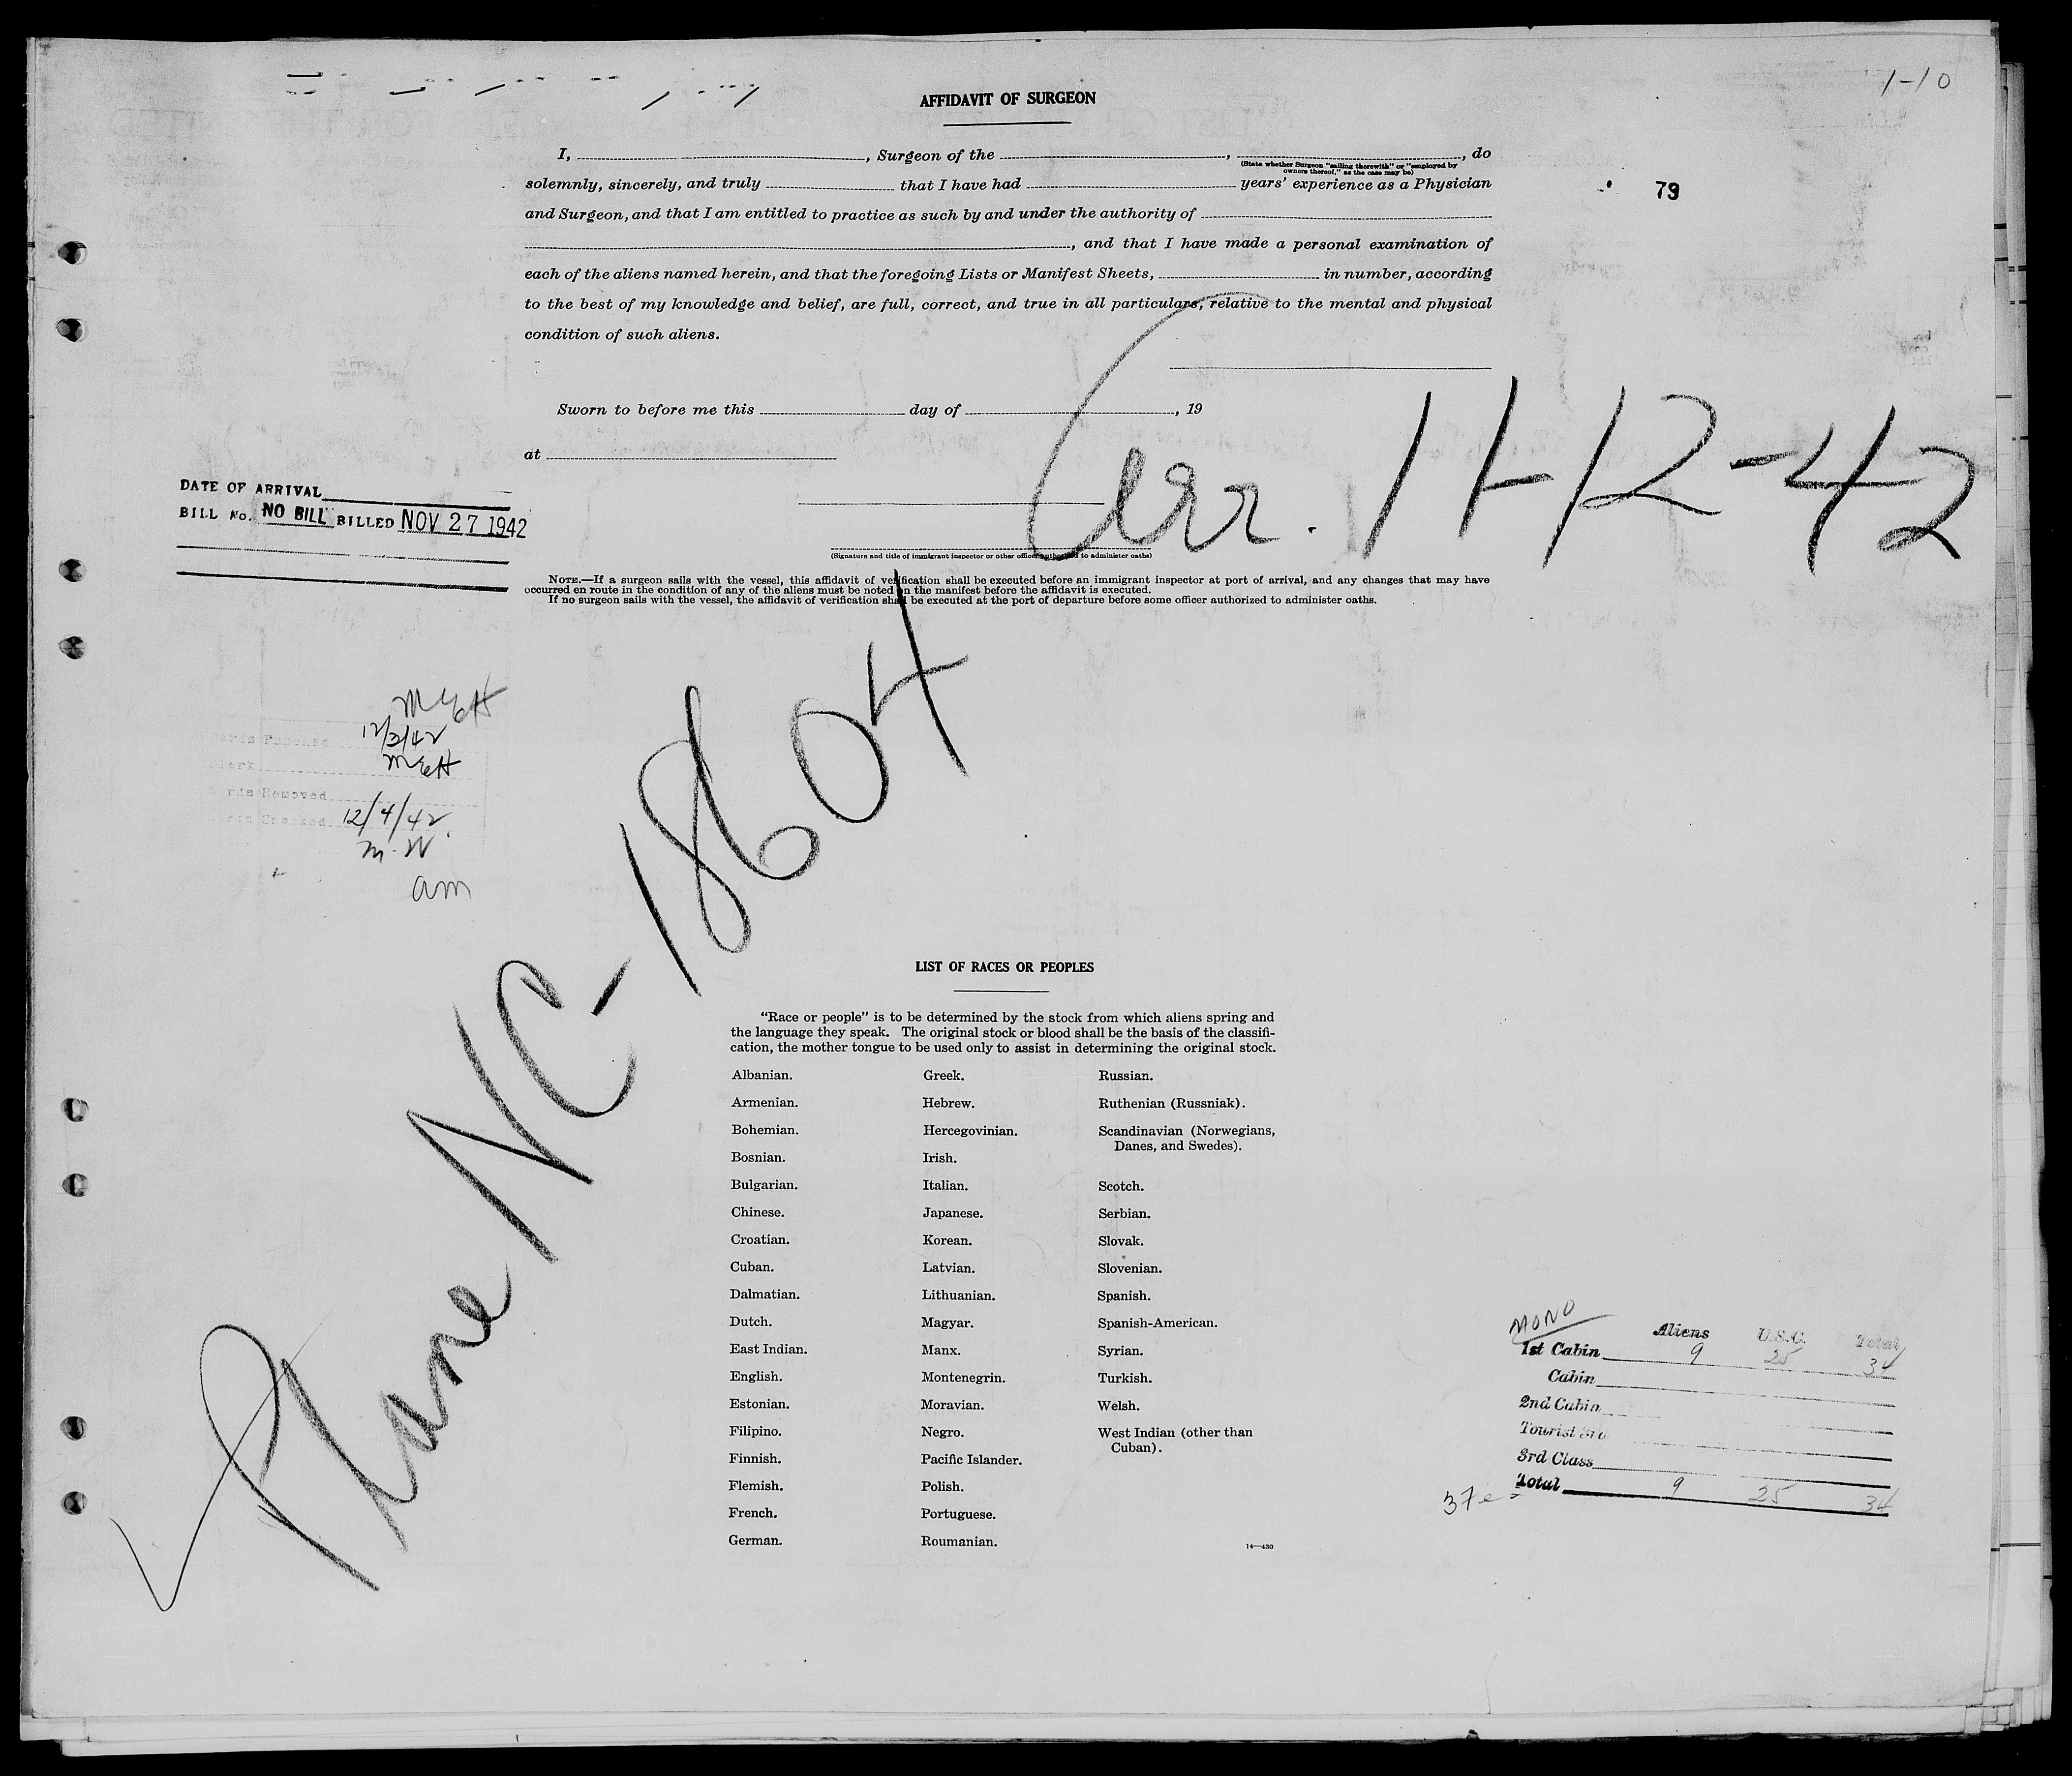 1-10
AFFIDAVIT OF SURGEON
I, , Surgeon of the , , do
(State whether Surgeon "sailing therewith" or "employed by
owners thereof," as the case may be)
solemnly, sincerely, and truly that I have had years' experience as a Physician
79
and Surgeon, and that I am entitled to practice as such by and under the authority of
, and that I have made a personal examination of
each of the aliens named herein, and that the foregoing Lists or Manifest Sheets, in number, according
to the best of my knowledge and belief, are full, correct, and true in all particulars, relative to the mental and physical
condition of such aliens.
Sworn to before me this day of , 19
at
Arr. 11-12-42
DATE OF ARRIVAL
BILL No. NO BILL BILLED NOV 27 1942
(Signature and title of immigrant inspector or other officer authorized to administer oaths)
NOTE.—If a surgeon sails with the vessel, this affidavit of verification shall be executed before an immigrant inspector at port of arrival, and any changes that may have
occurred en route in the condition of any of the aliens must be noted on the manifest before the affidavit is executed.
If no surgeon sails with the vessel, the affidavit of verification shall be executed at the port of departure before some officer authorized to administer oaths.
MEH
Cards Punched 12/3/42
Clerk MEH
Cards Removed
Cards Checked 12/4/42
M.W.
am
Plane NC-18604
LIST OF RACES OR PEOPLES
"Race or people" is to be determined by the stock from which aliens spring and
the language they speak. The original stock or blood shall be the basis of the classifi-
cation, the mother tongue to be used only to assist in determining the original stock.
Albanian.
Armenian.
Bohemian.
Bosnian.
Bulgarian.
Chinese.
Croatian.
Cuban.
Dalmatian.
Dutch.
East Indian.
English.
Estonian.
Filipino.
Finnish.
Flemish.
French.
German.
Greek.
Hebrew.
Hercegovinian.
Irish.
Italian.
Japanese.
Korean.
Latvian.
Lithuanian.
Magyar.
Manx.
Montenegrin.
Moravian.
Negro.
Pacific Islander.
Polish.
Portuguese.
Roumanian.
Russian.
Ruthenian (Russniak).
Scandinavian (Norwegians,
Danes, and Swedes).
Scotch.
Serbian.
Slovak.
Slovenian.
Spanish.
Spanish-American.
Syrian.
Turkish.
Welsh.
West Indian (other than
Cuban).
14—430
MONO
Aliens U.S.C. Total
1st Cabin 9 25 34
Cabin
2nd Cabin
Tourist
3rd Class
Total 9 25 34